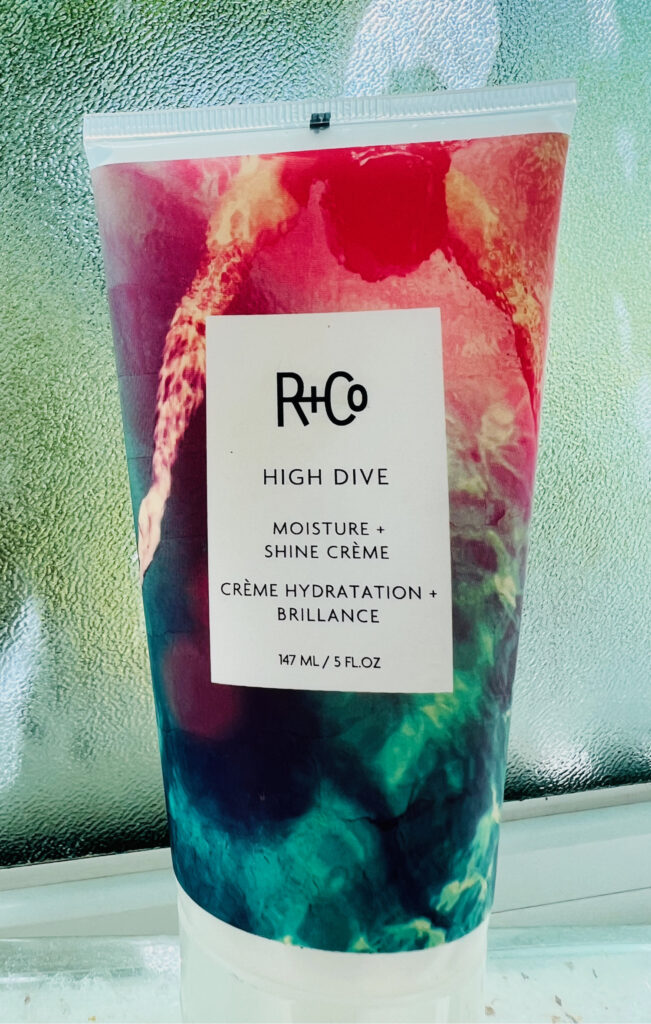 R+Co
HIGH DIVE
MOISTURE +
SHINE CRÈME
CRÈME HYDRATATION +
BRILLANCE
147 ML / 5 FL.OZ